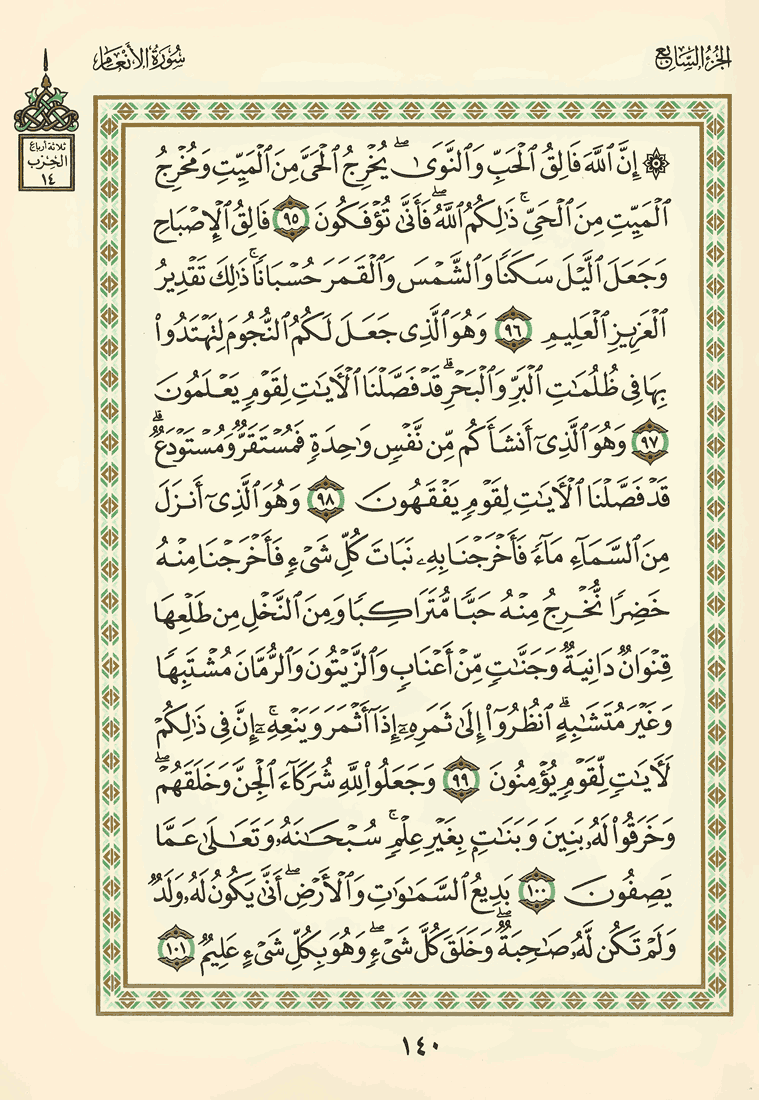 الجزء السابع
سورة الأنعام
ثلاثة أرباع
الحزب
١٤
۞ إِنَّ ٱللَّهَ فَالِقُ ٱلْحَبِّ وَٱلنَّوَىٰ ۖ يُخْرِجُ ٱلْحَىَّ مِنَ ٱلْمَيِّتِ وَمُخْرِجُ
ٱلْمَيِّتِ مِنَ ٱلْحَىِّ ۚ ذَٰلِكُمُ ٱللَّهُ ۖ فَأَنَّىٰ تُؤْفَكُونَ ٩٥ فَالِقُ ٱلْإِصْبَاحِ
وَجَعَلَ ٱلَّيْلَ سَكَنًا وَٱلشَّمْسَ وَٱلْقَمَرَ حُسْبَانًا ۚ ذَٰلِكَ تَقْدِيرُ
ٱلْعَزِيزِ ٱلْعَلِيمِ ٩٦ وَهُوَ ٱلَّذِى جَعَلَ لَكُمُ ٱلنُّجُومَ لِتَهْتَدُوا۟
بِهَا فِى ظُلُمَٰتِ ٱلْبَرِّ وَٱلْبَحْرِ ۗ قَدْ فَصَّلْنَا ٱلْءَايَٰتِ لِقَوْمٍ يَعْلَمُونَ
٩٧ وَهُوَ ٱلَّذِىٓ أَنشَأَكُم مِّن نَّفْسٍ وَٰحِدَةٍ فَمُسْتَقَرٌّ وَمُسْتَوْدَعٌ ۗ
قَدْ فَصَّلْنَا ٱلْءَايَٰتِ لِقَوْمٍ يَفْقَهُونَ ٩٨ وَهُوَ ٱلَّذِىٓ أَنزَلَ
مِنَ ٱلسَّمَآءِ مَآءً فَأَخْرَجْنَا بِهِۦ نَبَاتَ كُلِّ شَىْءٍ فَأَخْرَجْنَا مِنْهُ
خَضِرًا نُّخْرِجُ مِنْهُ حَبًّا مُّتَرَاكِبًا وَمِنَ ٱلنَّخْلِ مِن طَلْعِهَا
قِنْوَانٌ دَانِيَةٌ وَجَنَّٰتٍ مِّنْ أَعْنَابٍ وَٱلزَّيْتُونَ وَٱلرُّمَّانَ مُشْتَبِهًا
وَغَيْرَ مُتَشَٰبِهٍ ۗ ٱنظُرُوٓا۟ إِلَىٰ ثَمَرِهِۦٓ إِذَآ أَثْمَرَ وَيَنْعِهِۦٓ ۚ إِنَّ فِى ذَٰلِكُمْ
لَءَايَٰتٍ لِّقَوْمٍ يُؤْمِنُونَ ٩٩ وَجَعَلُوا۟ لِلَّهِ شُرَكَآءَ ٱلْجِنَّ وَخَلَقَهُمْ ۖ
وَخَرَقُوا۟ لَهُۥ بَنِينَ وَبَنَٰتٍۭ بِغَيْرِ عِلْمٍ ۚ سُبْحَٰنَهُۥ وَتَعَٰلَىٰ عَمَّا
يَصِفُونَ ١٠٠ بَدِيعُ ٱلسَّمَٰوَٰتِ وَٱلْأَرْضِ ۖ أَنَّىٰ يَكُونُ لَهُۥ وَلَدٌ
وَلَمْ تَكُن لَّهُۥ صَٰحِبَةٌ ۖ وَخَلَقَ كُلَّ شَىْءٍ ۖ وَهُوَ بِكُلِّ شَىْءٍ عَلِيمٌ ١٠١
١٤٠